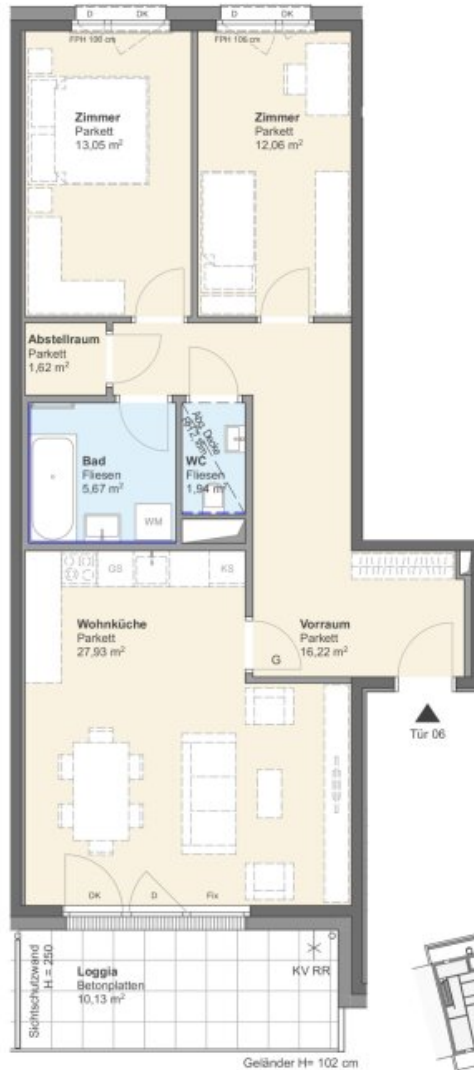 D DK
D DK
FPH 100 cm
FPH 106 cm
Zimmer
Parkett
13,05 m²
Zimmer
Parkett
12,06 m²
Abstellraum
Parkett
1,62 m²
Bad
Fliesen
5,67 m²
WM
Abg. Decke
WC
Fliesen
1,94 m²
GS
KS
Wohnküche
Parkett
27,93 m²
Vorraum
Parkett
16,22 m²
G
Tür 06
DK
D
Fix
Sichtschutzwand
H = 250
Loggia
Betonplatten
10,13 m²
KV RR
Geländer H= 102 cm